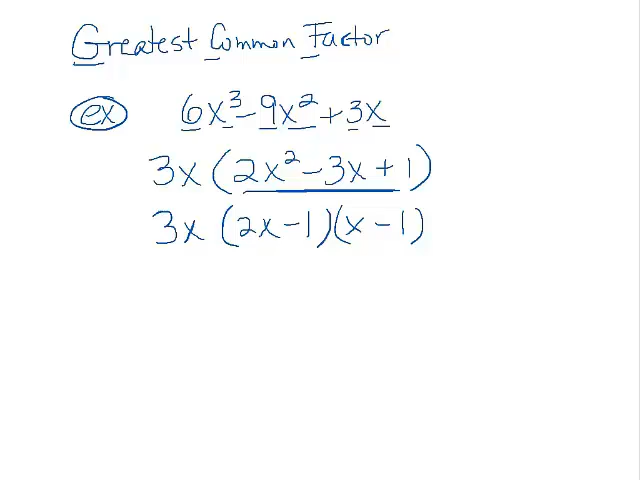 Greatest Common Factor
ex 6x³ - 9x² + 3x
3x (2x² - 3x + 1)
3x (2x - 1)(x - 1)